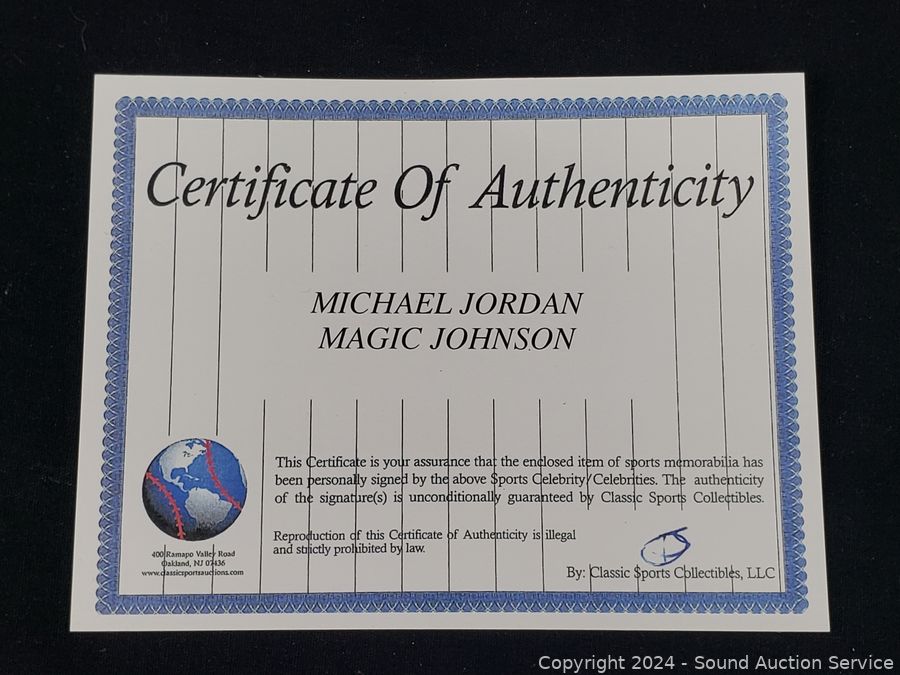 Certificate Of Authenticity
MICHAEL JORDAN
MAGIC JOHNSON
This Certificate is your assurance that the enclosed item of sports memorabilia has
been personally signed by the above Sports Celebrity/Celebrities. The authenticity
of the signature(s) is unconditionally guaranteed by Classic Sports Collectibles.
Reproduction of this Certificate of Authenticity is illegal
and strictly prohibited by law.
400 Ramapo Valley Road
Oakland, NJ 07436
www.classicsportsauctions.com
By: Classic Sports Collectibles, LLC
Copyright 2024 - Sound Auction Service